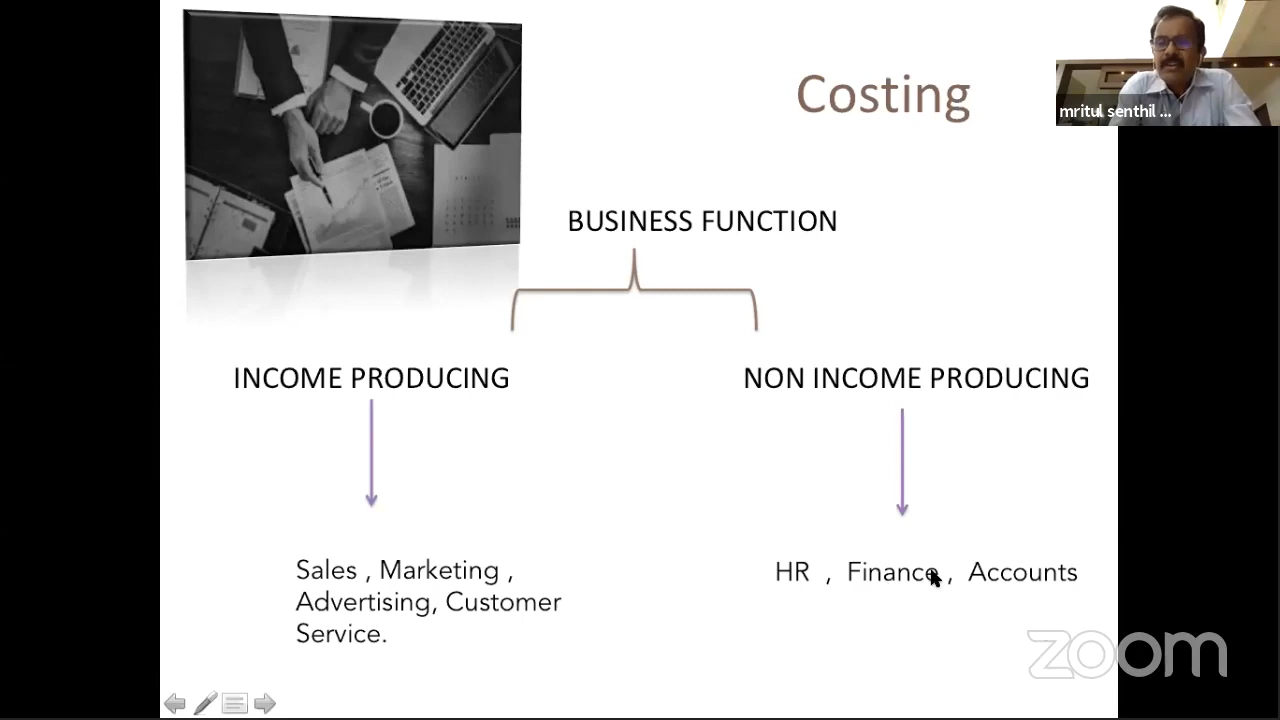 Costing
mritul senthil ...
BUSINESS FUNCTION
INCOME PRODUCING
NON INCOME PRODUCING
Sales , Marketing ,
Advertising, Customer
Service.
HR , Finance , Accounts
zoom